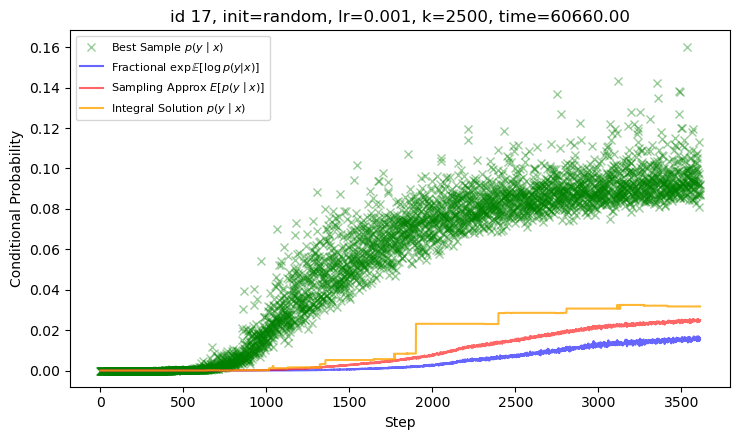 id 17, init=random, lr=0.001, k=2500, time=60660.00
Best Sample p(y | x)
Fractional exp𝔼[log p(y|x)]
Sampling Approx E[p(y | x)]
Integral Solution p(y | x)
Conditional Probability
0.16
0.14
0.12
0.10
0.08
0.06
0.04
0.02
0.00
0
500
1000
1500
2000
2500
3000
3500
Step